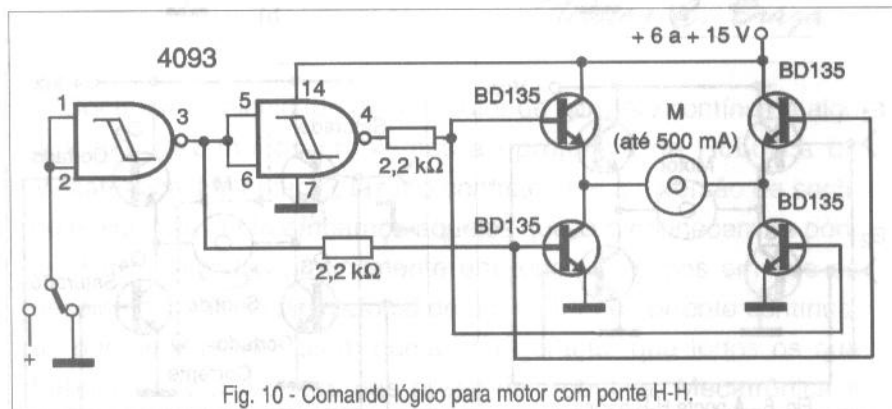 4093
+ 6 a + 15 V
BD135
BD135
1
2
3
5
6
14
4
7
2,2 kΩ
M
(até 500 mA)
BD135
BD135
2,2 kΩ
+
Fig. 10 - Comando lógico para motor com ponte H-H.